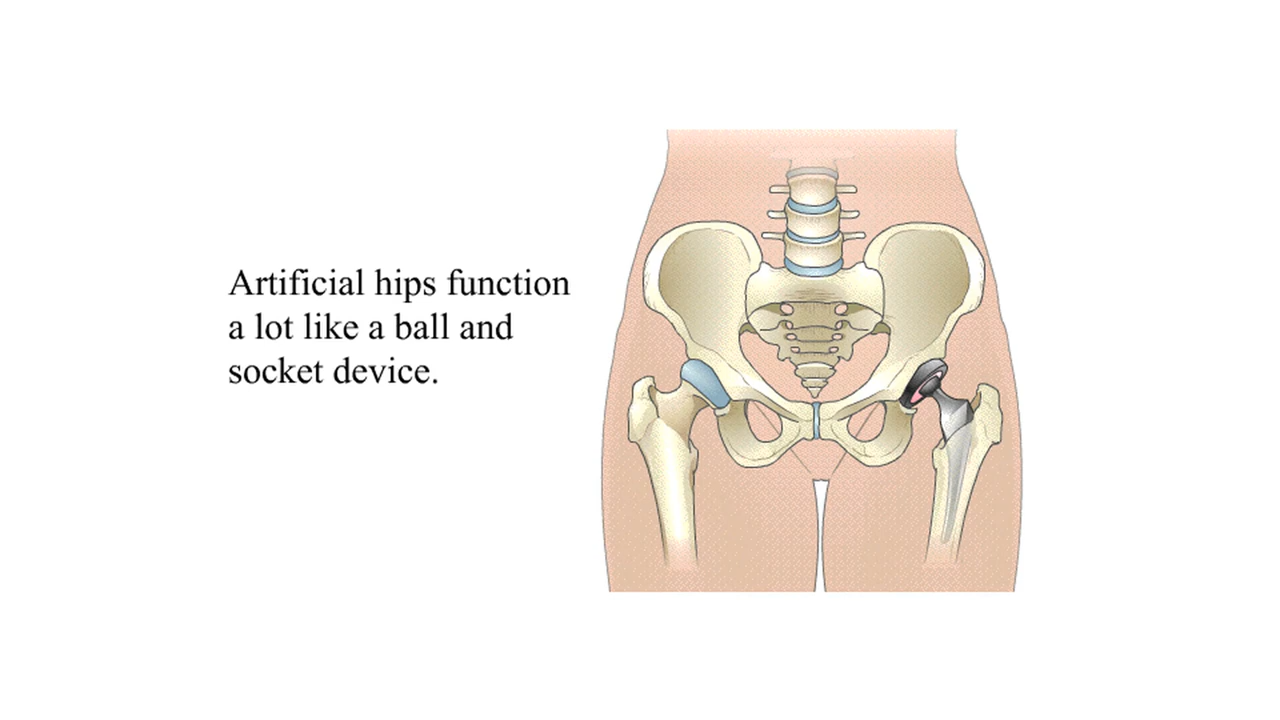 Artificial hips function
a lot like a ball and
socket device.